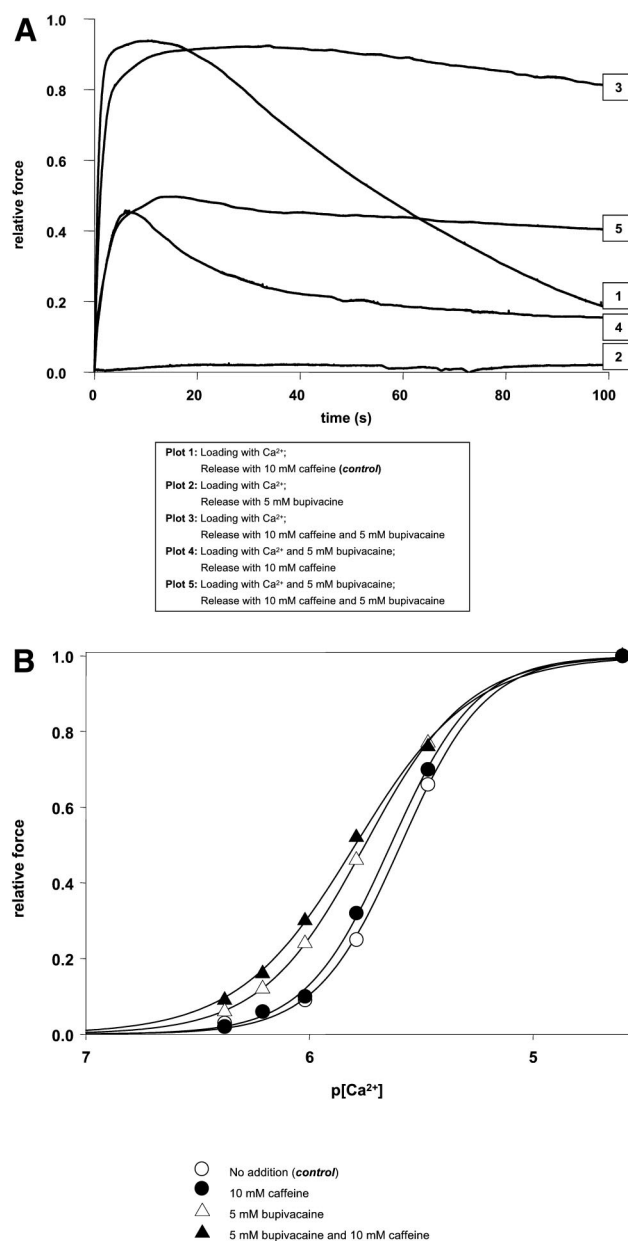 A
1.0
0.8
0.6
0.4
0.2
0.0
relative force
3
5
1
4
2
0 20 40 60 80 100
time (s)
Plot 1: Loading with Ca²⁺;
Release with 10 mM caffeine (control)
Plot 2: Loading with Ca²⁺;
Release with 5 mM bupivacine
Plot 3: Loading with Ca²⁺;
Release with 10 mM caffeine and 5 mM bupivacaine
Plot 4: Loading with Ca²⁺ and 5 mM bupivacaine;
Release with 10 mM caffeine
Plot 5: Loading with Ca²⁺ and 5 mM bupivacaine;
Release with 10 mM caffeine and 5 mM bupivacaine
B
1.0
0.8
0.6
0.4
0.2
0.0
relative force
7 6 5
p[Ca²⁺]
No addition (control)
10 mM caffeine
5 mM bupivacaine
5 mM bupivacaine and 10 mM caffeine